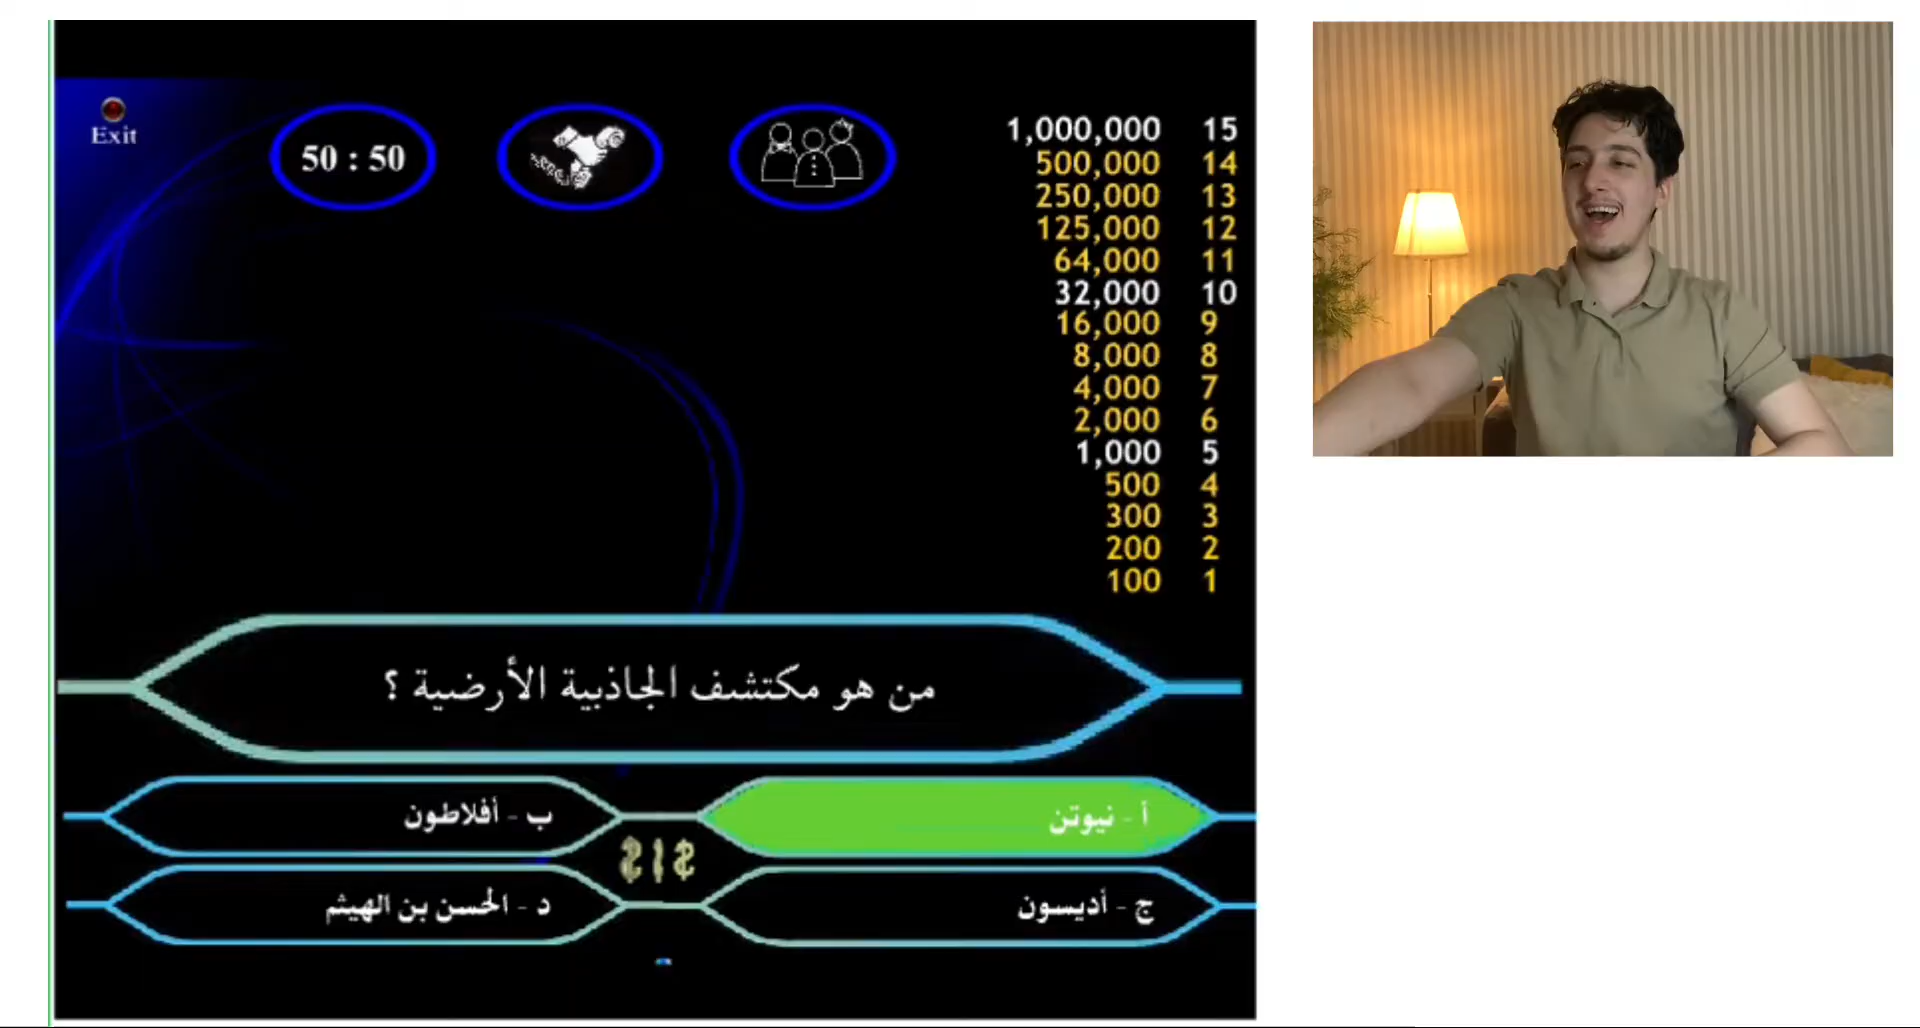 Exit
50 : 50
1,000,000 15
500,000 14
250,000 13
125,000 12
64,000 11
32,000 10
16,000 9
8,000 8
4,000 7
2,000 6
1,000 5
500 4
300 3
200 2
100 1
من هو مكتشف الجاذبية الأرضية ؟
أ - نيوتن
ب - أفلاطون
ج - أديسون
د - الحسن بن الهيثم